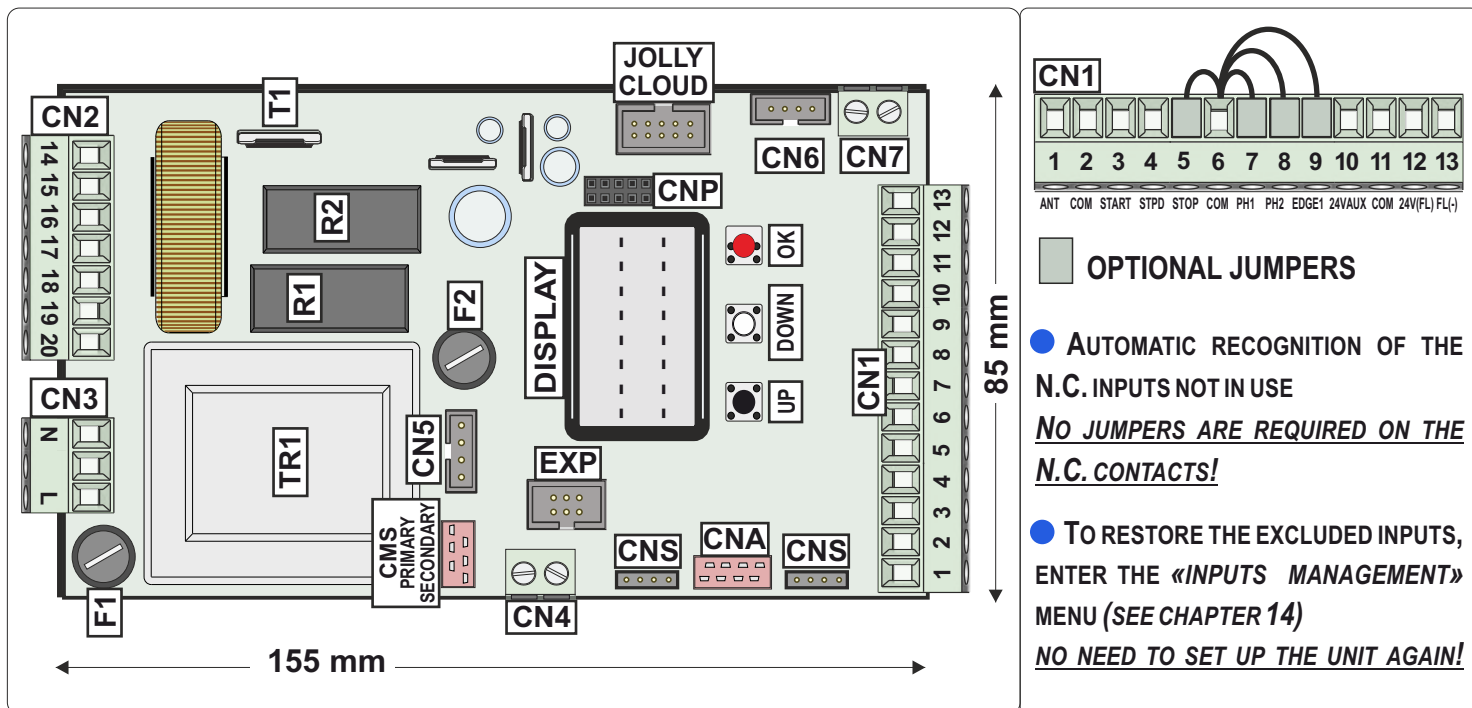 JOLLY
CLOUD
T1
CN2
14
15
16
17
18
19
20
CN3
N
L
F1
TR1
R2
R1
F2
CN5
CMS
PRIMARY
SECONDARY
CN4
EXP
DISPLAY
CNP
CN6
CN7
OK
DOWN
UP
CN1
13
12
11
10
9
8
7
6
5
4
3
2
1
CNS
CNA
CNS
155 mm
85 mm
CN1
1 2 3 4 5 6 7 8 9 10 11 12 13
ANT COM START STPD STOP COM PH1 PH2 EDGE1 24VAUX COM 24V(FL) FL(-)
OPTIONAL JUMPERS
AUTOMATIC RECOGNITION OF THE
N.C. INPUTS NOT IN USE
NO JUMPERS ARE REQUIRED ON THE
N.C. CONTACTS!
TO RESTORE THE EXCLUDED INPUTS,
ENTER THE «INPUTS MANAGEMENT»
MENU (SEE CHAPTER 14)
NO NEED TO SET UP THE UNIT AGAIN!